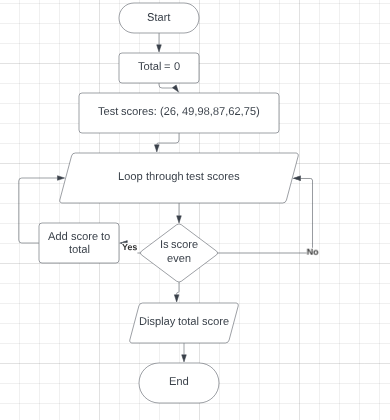 Start
Total = 0
Test scores: (26, 49,98,87,62,75)
Loop through test scores
Add score to
total
Yes
Is score
even
No
Display total score
End